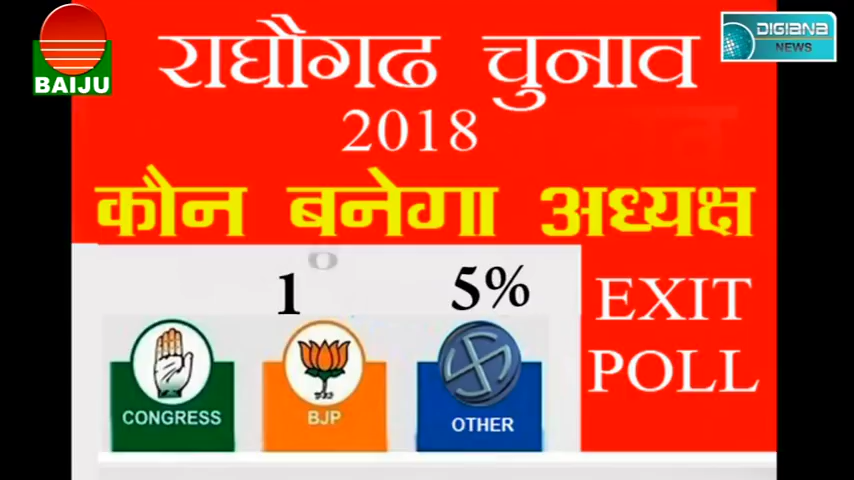 BAIJU
DIGIANA
NEWS
राघौगढ चुनाव
2018
कौन बनेगा अध्यक्ष
1
5%
EXIT
POLL
CONGRESS
BJP
OTHER